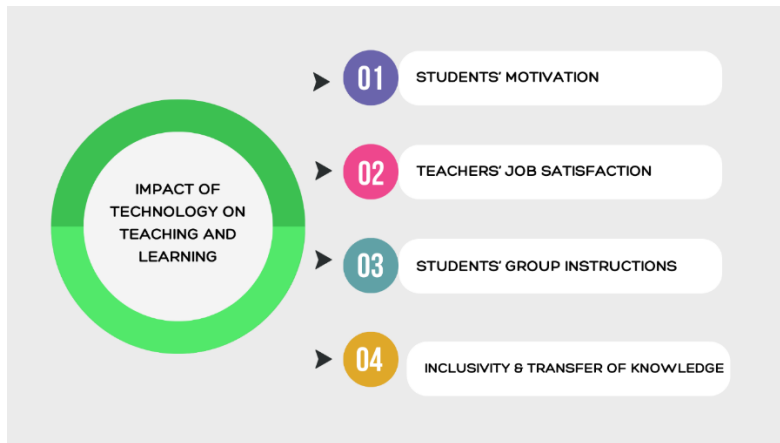 IMPACT OF
TECHNOLOGY ON
TEACHING AND
LEARNING
01 STUDENTS' MOTIVATION
02 TEACHERS' JOB SATISFACTION
03 STUDENTS' GROUP INSTRUCTIONS
04 INCLUSIVITY & TRANSFER OF KNOWLEDGE